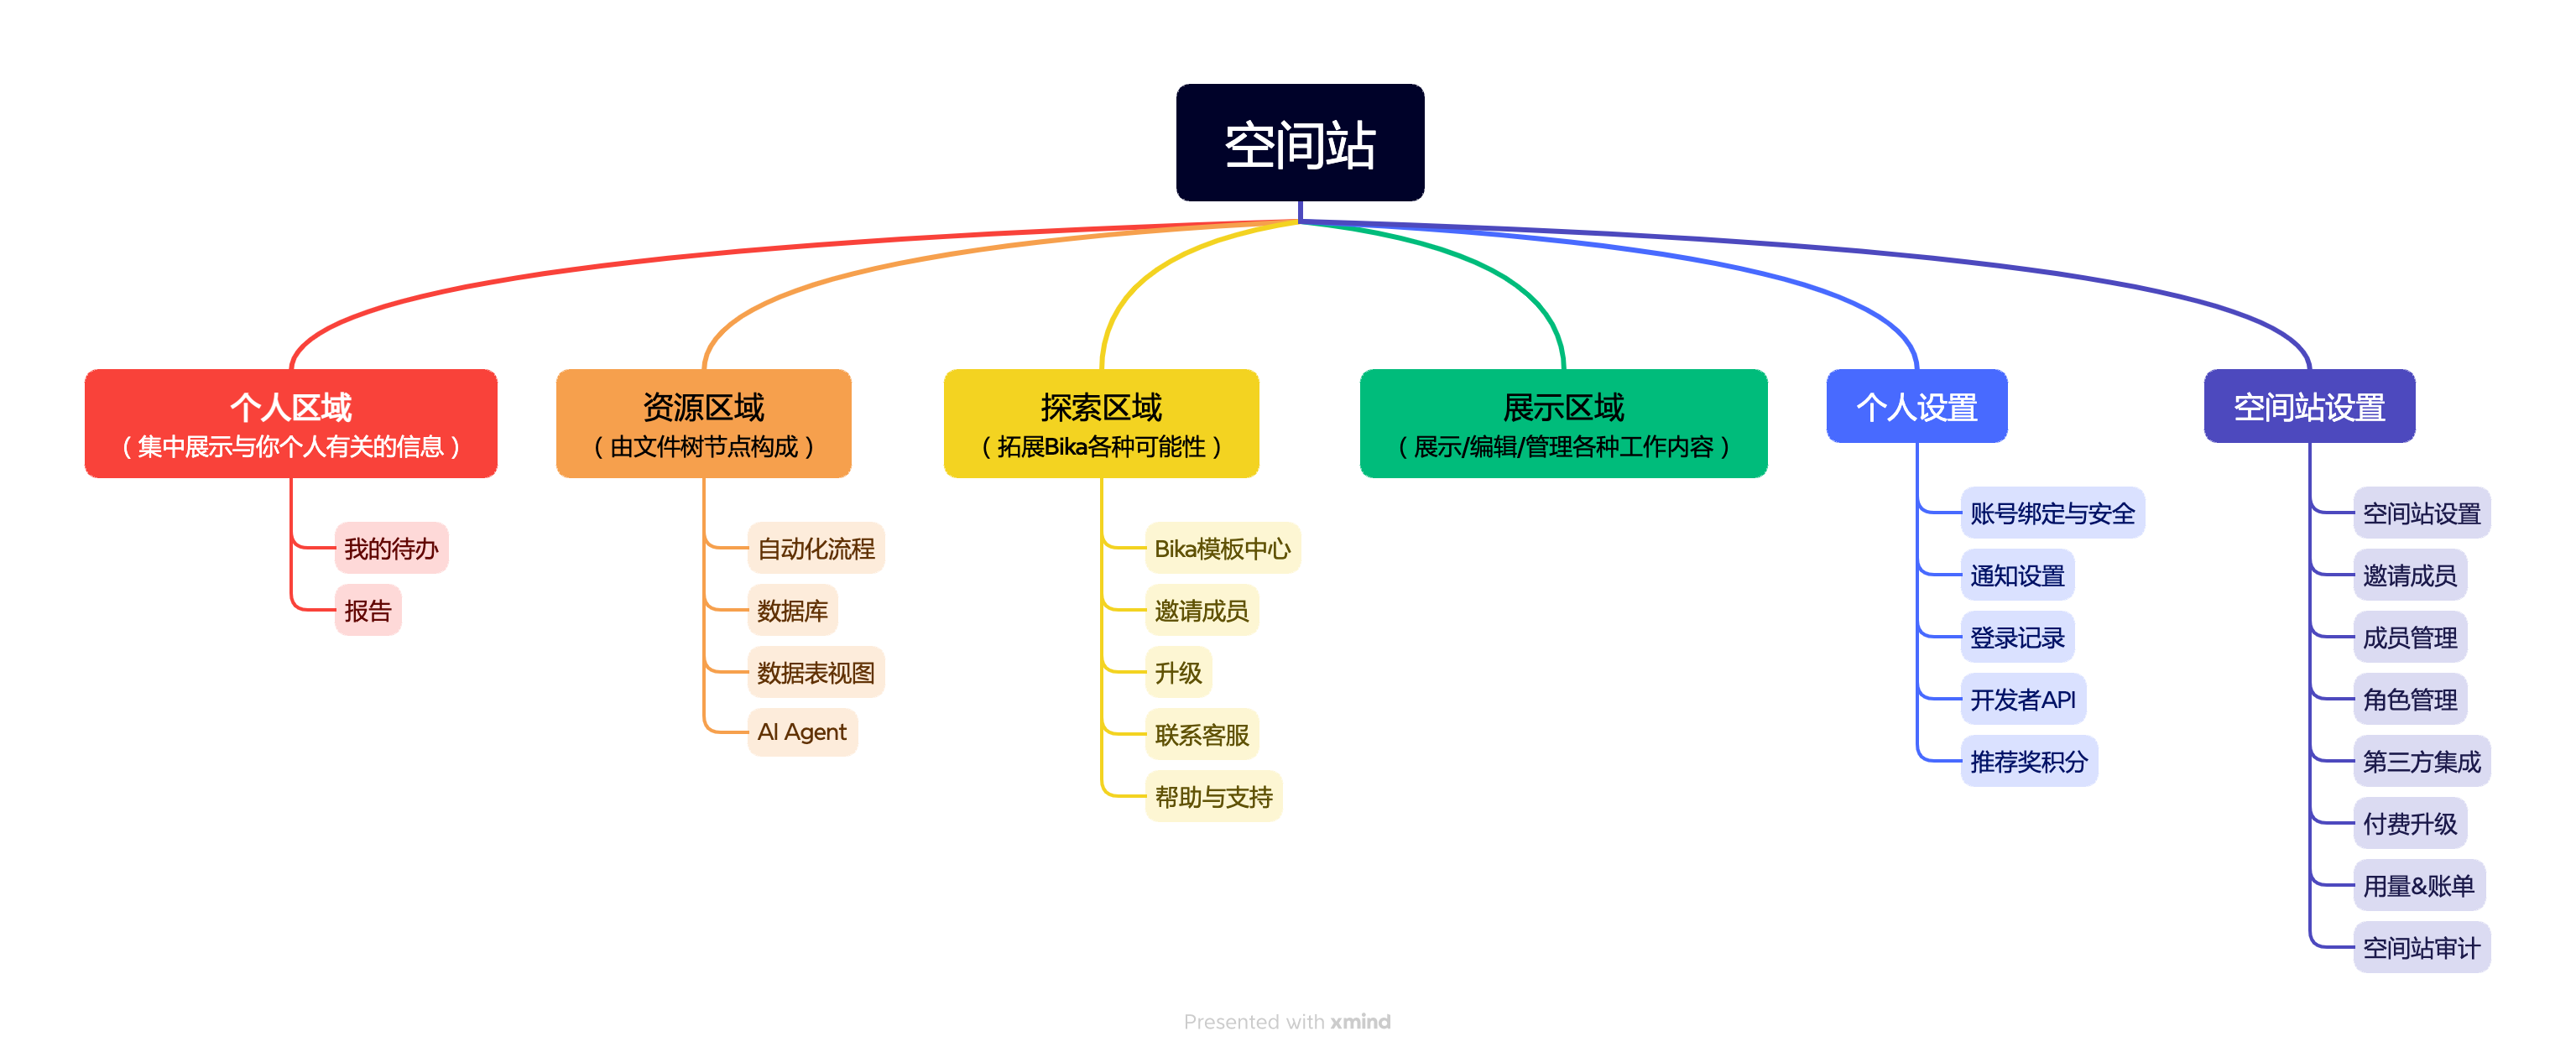 空间站
个人区域
（集中展示与你个人有关的信息）
我的待办
报告
资源区域
（由文件树节点构成）
自动化流程
数据库
数据表视图
AI Agent
探索区域
（拓展Bika各种可能性）
Bika模板中心
邀请成员
升级
联系客服
帮助与支持
展示区域
（展示/编辑/管理各种工作内容）
个人设置
账号绑定与安全
通知设置
登录记录
开发者API
推荐奖积分
空间站设置
空间站设置
邀请成员
成员管理
角色管理
第三方集成
付费升级
用量&账单
空间站审计
Presented with xmind